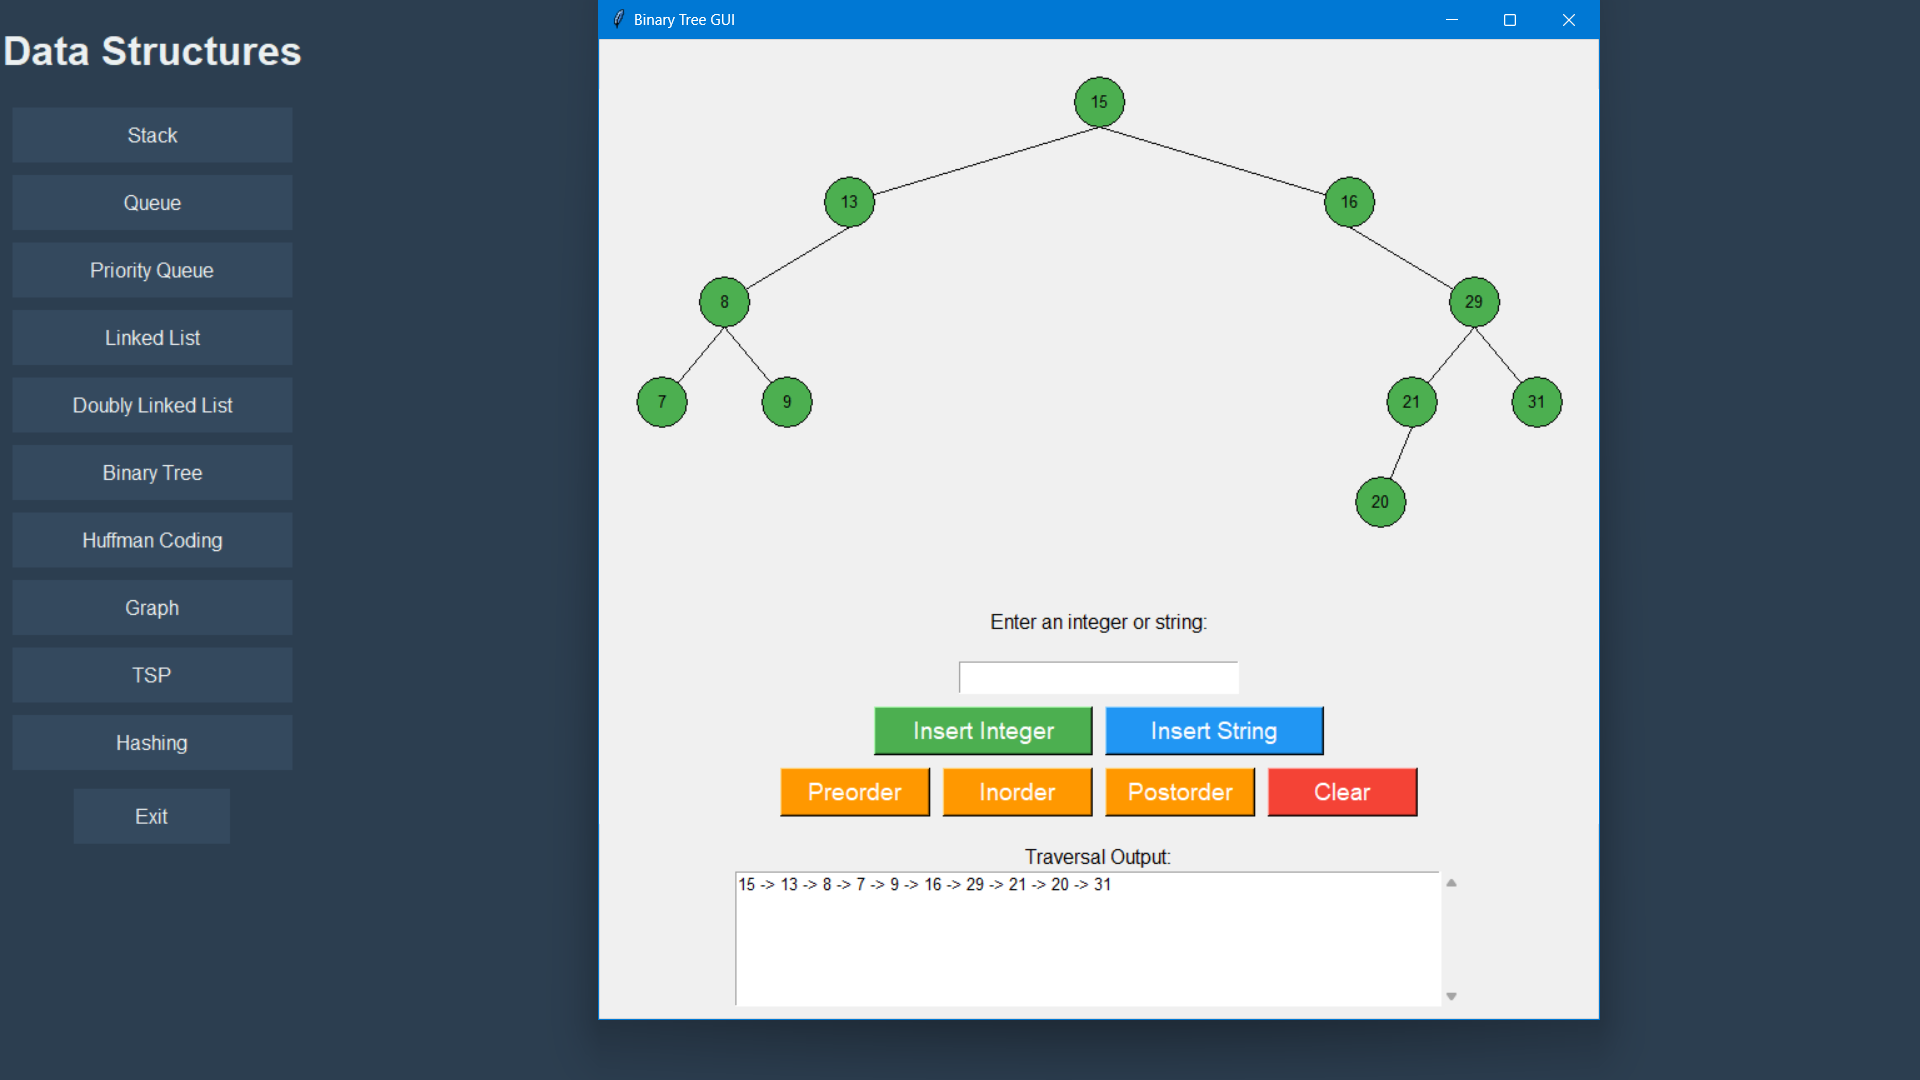 Data Structures
Stack
Queue
Priority Queue
Linked List
Doubly Linked List
Binary Tree
Huffman Coding
Graph
TSP
Hashing
Exit
Binary Tree GUI
15
13
16
8
29
7
9
21
31
20
Enter an integer or string:
Insert Integer
Insert String
Preorder
Inorder
Postorder
Clear
Traversal Output:
15 -> 13 -> 8 -> 7 -> 9 -> 16 -> 29 -> 21 -> 20 -> 31